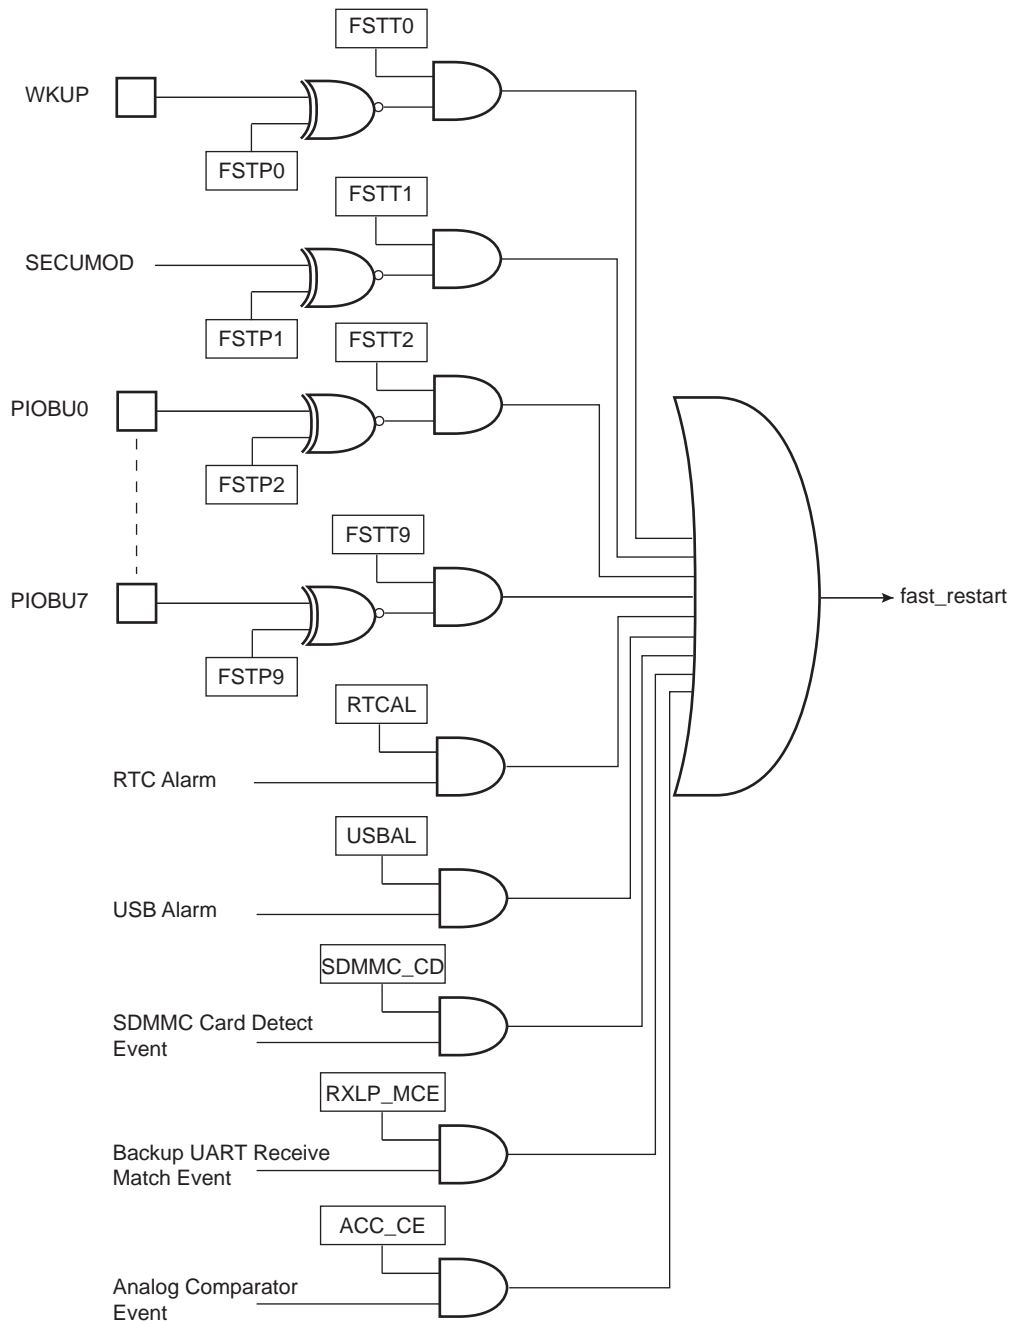 FSTT0
WKUP
FSTP0
FSTT1
SECUMOD
FSTP1
FSTT2
PIOBU0
FSTP2
FSTT9
PIOBU7
fast_restart
FSTP9
RTCAL
RTC Alarm
USBAL
USB Alarm
SDMMC_CD
SDMMC Card Detect
Event
RXLP_MCE
Backup UART Receive
Match Event
ACC_CE
Analog Comparator
Event